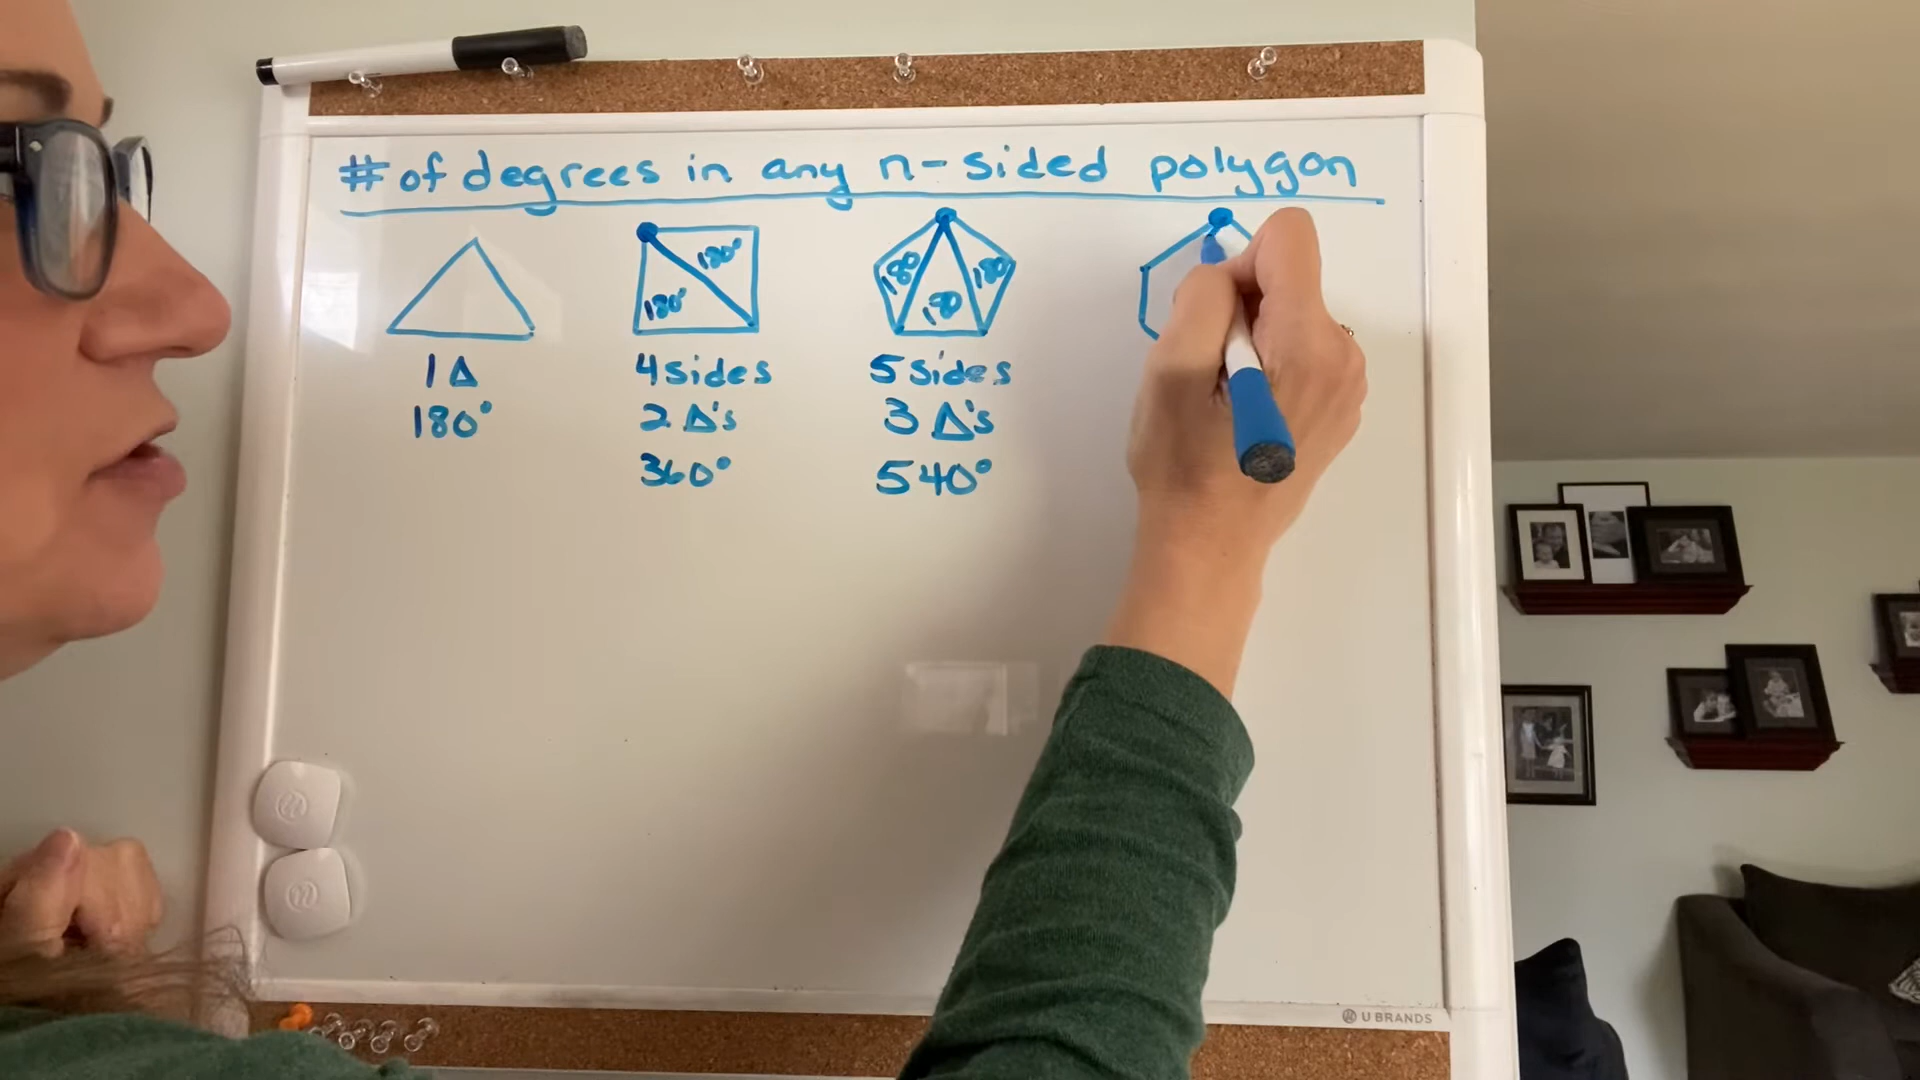 # of degrees in any n-sided polygon
180°
180°
180
180
180
1 Δ
180°
4 sides
2 Δ's
360°
5 sides
3 Δ's
540°
U BRANDS